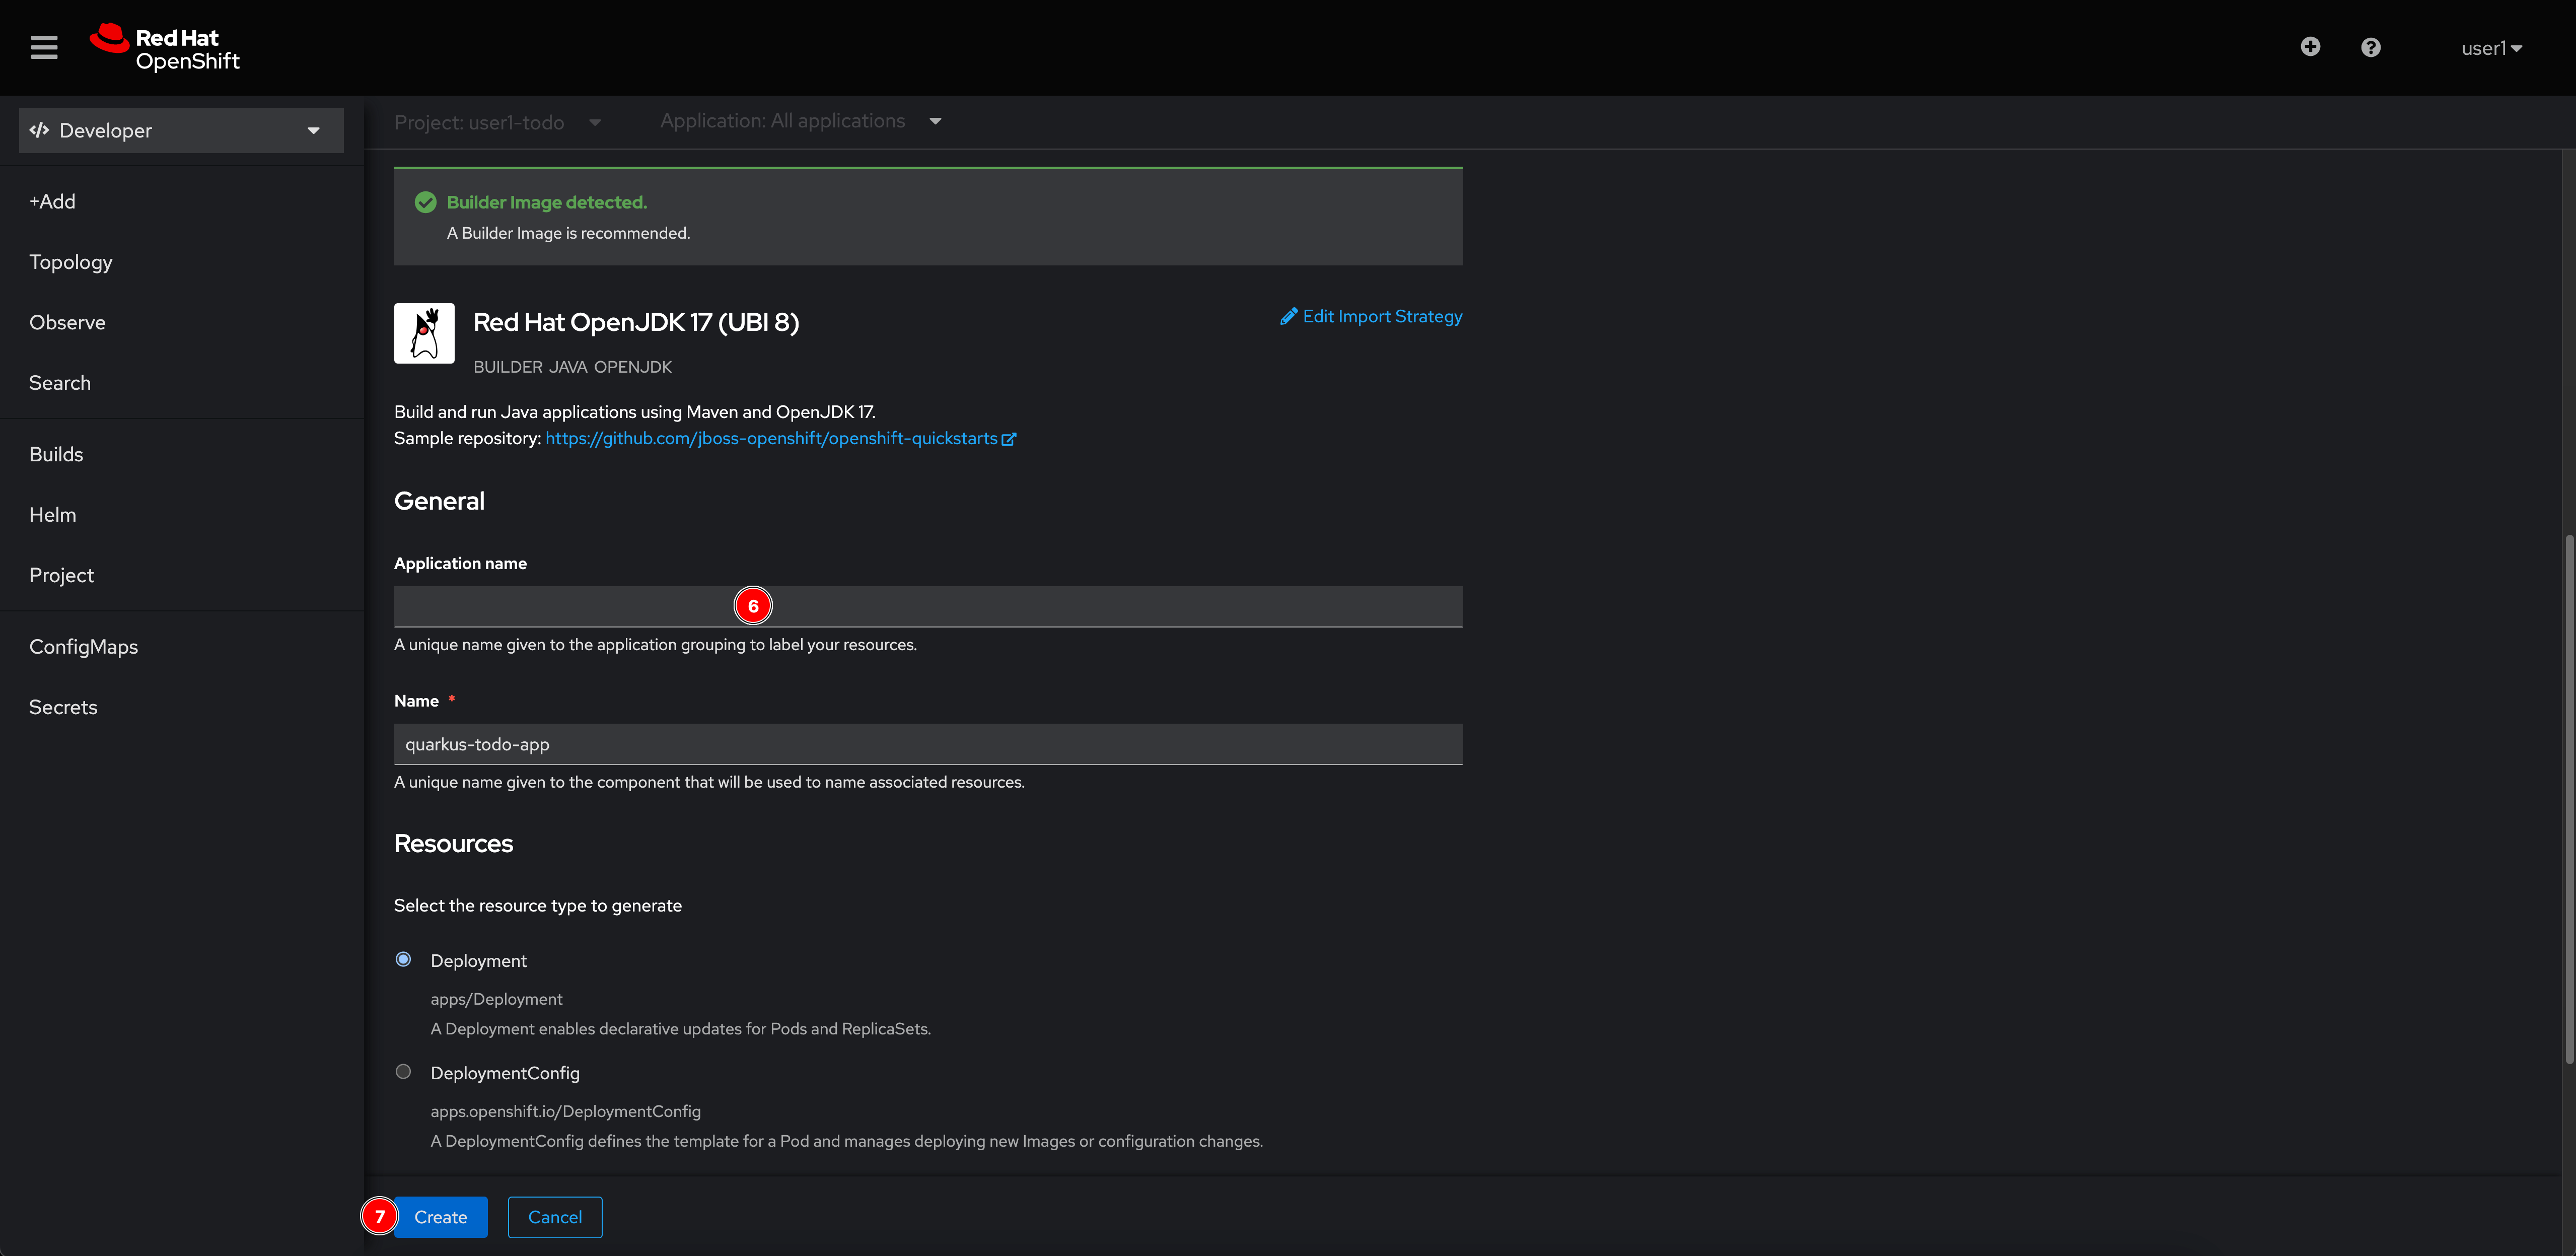 Red Hat
OpenShift
user1
Developer
Project: user1-todo
Application: All applications
+Add
Topology
Observe
Search
Builds
Helm
Project
ConfigMaps
Secrets
Builder Image detected.
A Builder Image is recommended.
Red Hat OpenJDK 17 (UBI 8)
Edit Import Strategy
BUILDER JAVA OPENJDK
Build and run Java applications using Maven and OpenJDK 17.
Sample repository: https://github.com/jboss-openshift/openshift-quickstarts
General
Application name
6
A unique name given to the application grouping to label your resources.
Name *
quarkus-todo-app
A unique name given to the component that will be used to name associated resources.
Resources
Select the resource type to generate
Deployment
apps/Deployment
A Deployment enables declarative updates for Pods and ReplicaSets.
DeploymentConfig
apps.openshift.io/DeploymentConfig
A DeploymentConfig defines the template for a Pod and manages deploying new Images or configuration changes.
7 Create Cancel